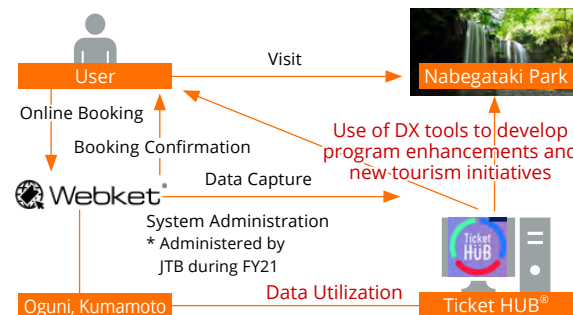 User
Visit
Nabegataki Park
Online Booking
Booking Confirmation
Use of DX tools to develop
program enhancements and
new tourism initiatives
Webket®
Data Capture
System Administration
* Administered by
JTB during FY21
Ticket
HUB
Data Utilization
Oguni, Kumamoto
Ticket HUB®